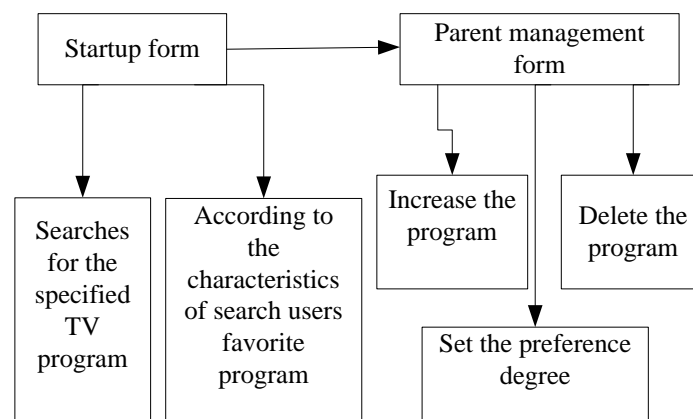 Startup form
Parent management
form
Searches
for the
specified
TV
program
According to
the
characteristics
of search users
favorite
program
Increase the
program
Delete the
program
Set the preference
degree